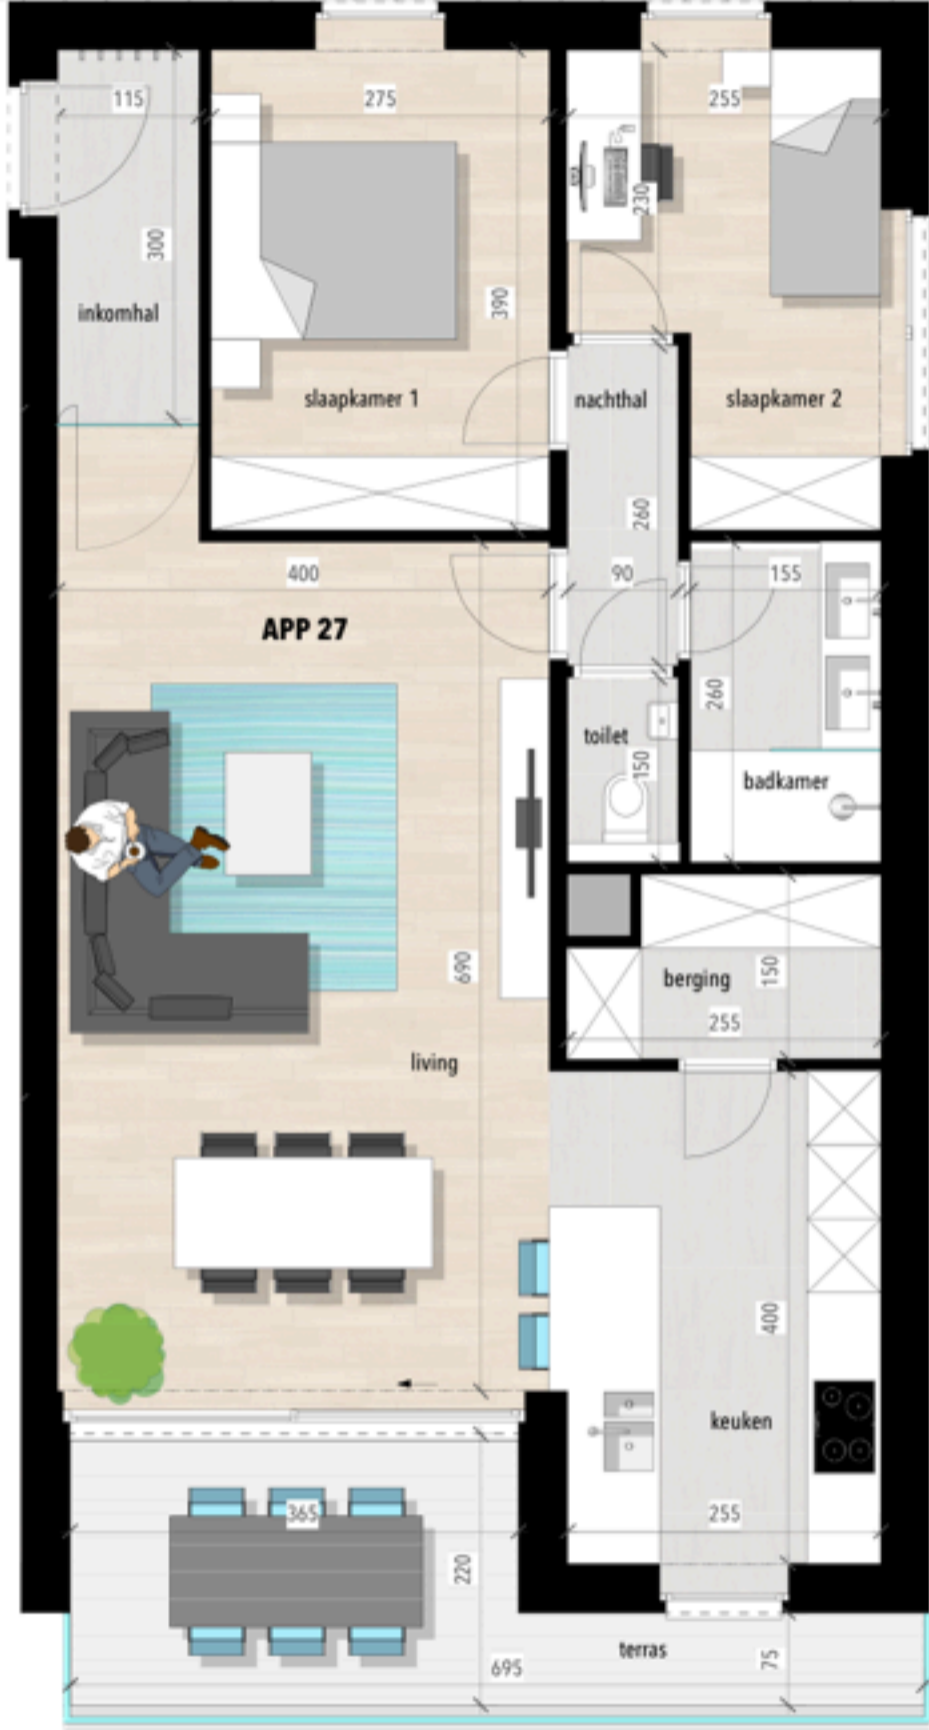 115
275
255
230
300
390
inkomhal
slaapkamer 1
nachthal
slaapkamer 2
260
400
90
155
APP 27
260
toilet
150
badkamer
690
berging
150
255
living
400
keuken
365
255
220
terras
695
75